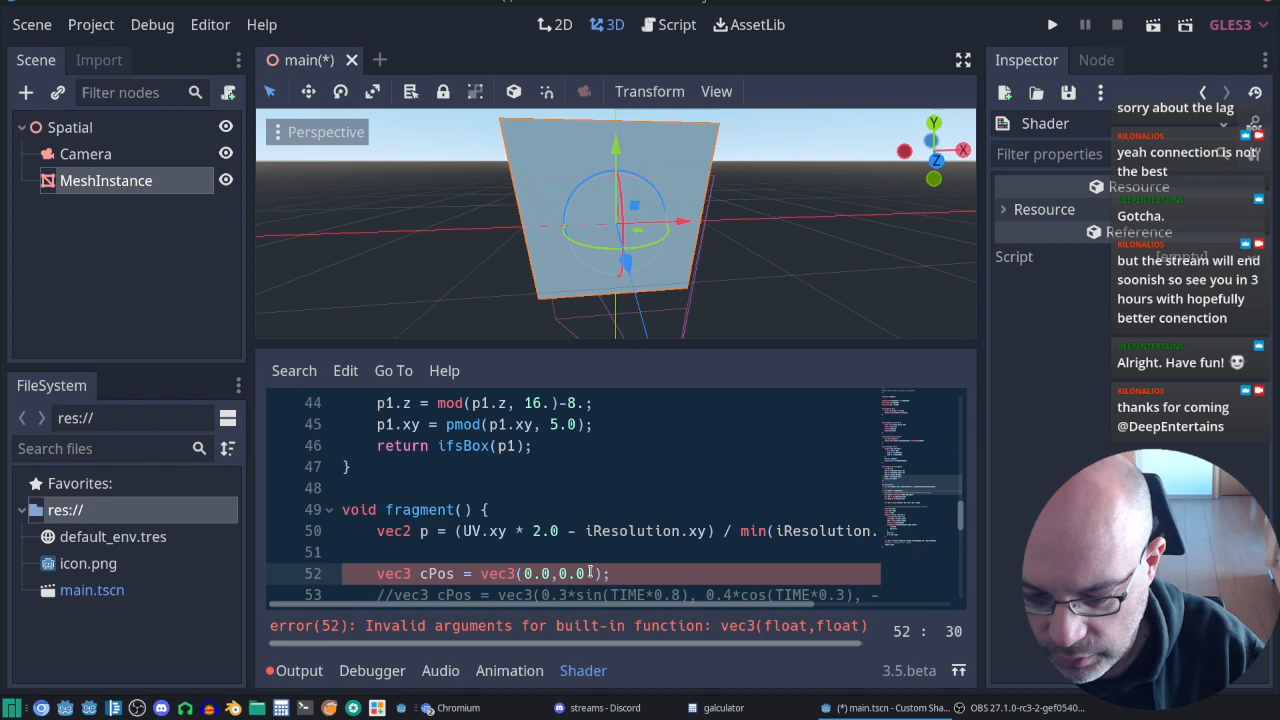 Scene Project Debug Editor Help
2D 3D Script AssetLib
GLES3
Scene Import
main(*)
Inspector Node
Filter nodes
Transform View
sorry about the lag
Spatial
Perspective
Y
X
Z
Shader
KILONALIOS
Camera
Filter properties
yeah connection is not
the best
MeshInstance
Resource
DEEPENTERTAINS
Resource
Gotcha.
Reference
KILONALIOS
Script
[empty]
but the stream will end
soonish so see you in 3
hours with hopefully
better conenction
DEEPENTERTAINS
Alright. Have fun!
KILONALIOS
thanks for coming
@DeepEntertains
FileSystem
res://
Search files
Favorites:
res://
default_env.tres
icon.png
main.tscn
Search Edit Go To Help
44 p1.z = mod(p1.z, 16.)-8.;
45 p1.xy = pmod(p1.xy, 5.0);
46 return ifsBox(p1);
47 }
48
49 void fragment() {
50 vec2 p = (UV.xy * 2.0 - iResolution.xy) / min(iResolution.
51
52 vec3 cPos = vec3(0.0,0.0);
53 //vec3 cPos = vec3(0.3*sin(TIME*0.8), 0.4*cos(TIME*0.3), -
error(52): Invalid arguments for built-in function: vec3(float,float)
52 : 30
Output Debugger Audio Animation Shader
3.5.beta
Chromium
streams - Discord
galculator
(*) main.tscn - Custom Sha...
OBS 27.1.0-rc3-2-gef0540...